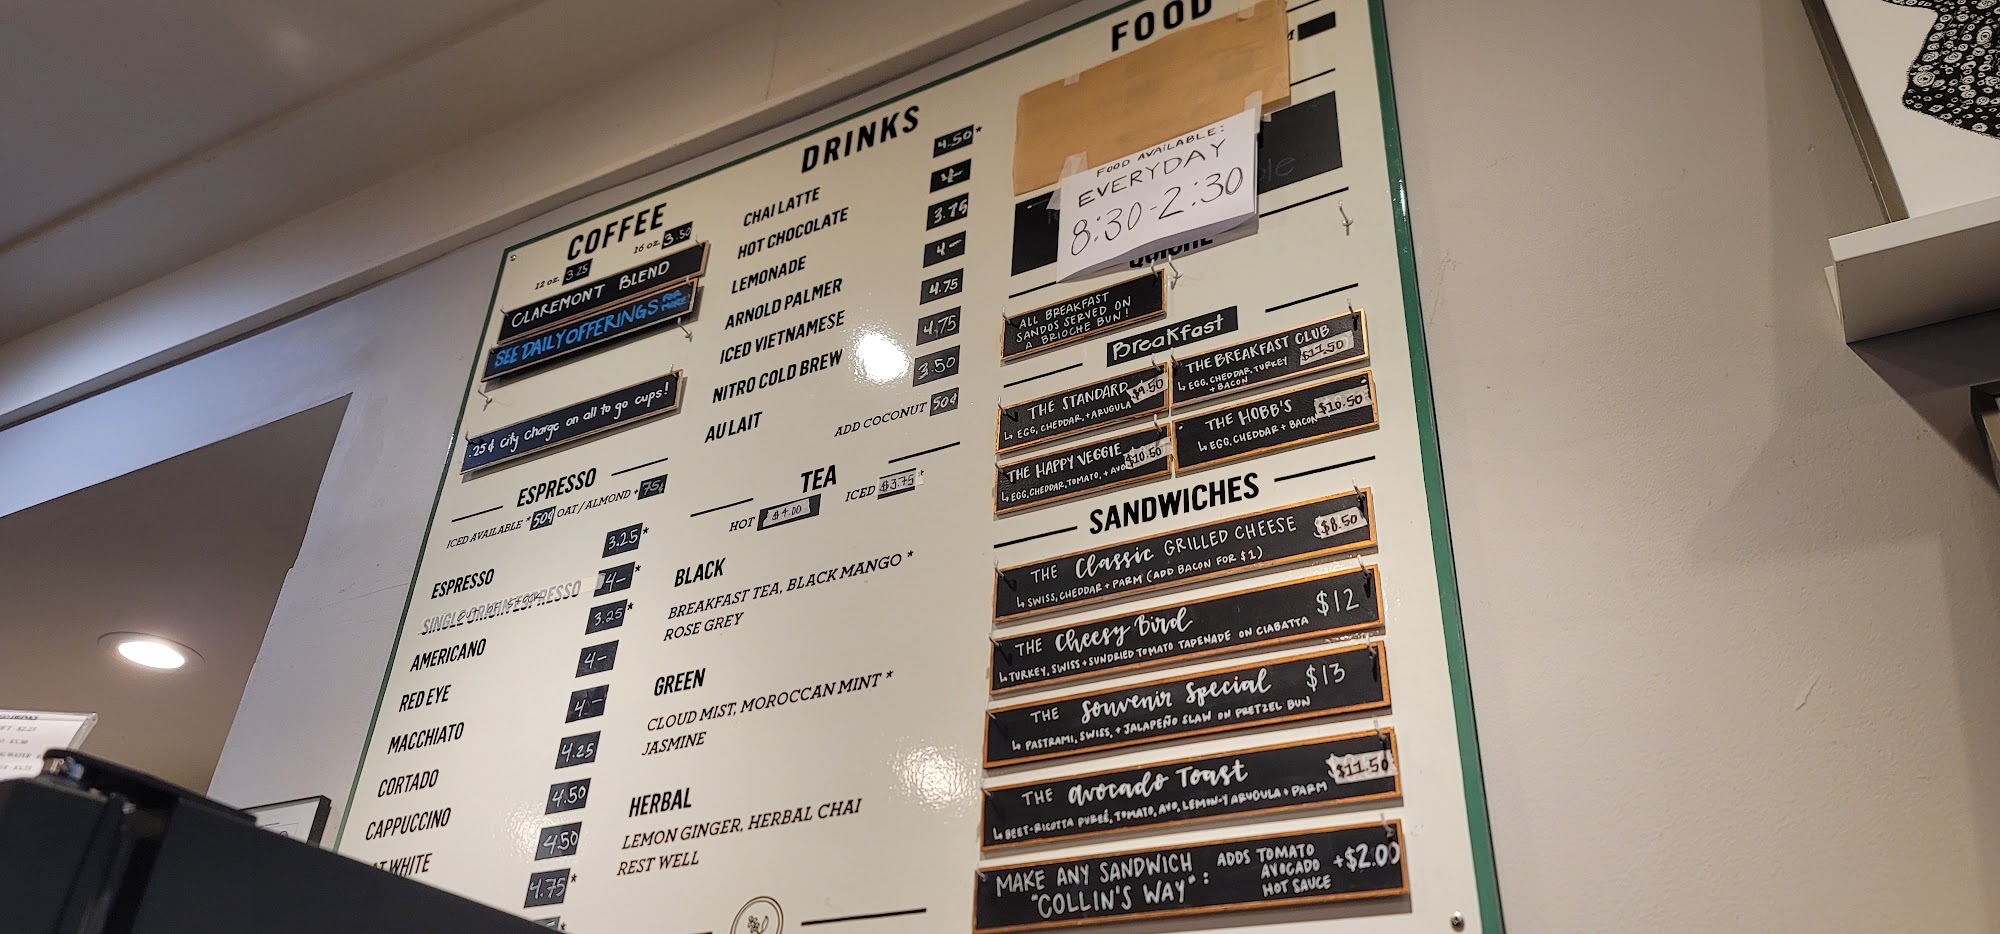 COFFEE
12 oz. 3.25 16 oz. 3.50
CLAREMONT BLEND
SEE DAILY OFFERINGS FOR MORE!
.25¢ city charge on all to go cups!
ESPRESSO
ICED AVAILABLE * 50¢ OAT/ALMOND + 75¢
ESPRESSO 3.25 *
SINGLE ORIGIN ESPRESSO 4- *
AMERICANO 3.25 *
RED EYE 4-
MACCHIATO 4-
CORTADO 4.25
CAPPUCCINO 4.50
AT WHITE 4.50
4.75 *
DRINKS
CHAI LATTE 4.50 *
HOT CHOCOLATE 4-
LEMONADE 3.75
ARNOLD PALMER 4-
ICED VIETNAMESE 4.75
NITRO COLD BREW 4.75
AU LAIT 3.50
ADD COCONUT 50¢
TEA
HOT $4.00 ICED $3.75 *
BLACK
BREAKFAST TEA, BLACK MANGO *
ROSE GREY
GREEN
CLOUD MIST, MOROCCAN MINT *
JASMINE
HERBAL
LEMON GINGER, HERBAL CHAI
REST WELL
FOOD
FOOD AVAILABLE:
EVERYDAY
8:30-2:30
QUICHE
ALL BREAKFAST
SANDOS SERVED ON
A BRIOCHE BUN!
Breakfast
THE STANDARD $9.50
↳ EGG, CHEDDAR, + ARUGULA
THE BREAKFAST CLUB
↳ EGG, CHEDDAR, TURKEY $11.50
+ BACON
THE HAPPY VEGGIE
↳ EGG, CHEDDAR, TOMATO, + AVO $10.50
THE HOBB'S $10.50
↳ EGG, CHEDDAR + BACON
SANDWICHES
THE Classic GRILLED CHEESE $8.50
↳ SWISS, CHEDDAR + PARM (ADD BACON FOR $1)
THE Cheesy Bird $12
↳ TURKEY, SWISS + SUNDRIED TOMATO TAPENADE ON CIABATTA
THE Souvenir Special $13
↳ PASTRAMI, SWISS, + JALAPEÑO SLAW ON PRETZEL BUN
THE Avocado Toast $11.50
↳ BEET-RICOTTA PUREÉ, TOMATO, AVO, LEMON-Y ARUGULA + PARM
MAKE ANY SANDWICH
"COLLIN'S WAY":
ADDS TOMATO
AVOCADO
HOT SAUCE
+$2.00